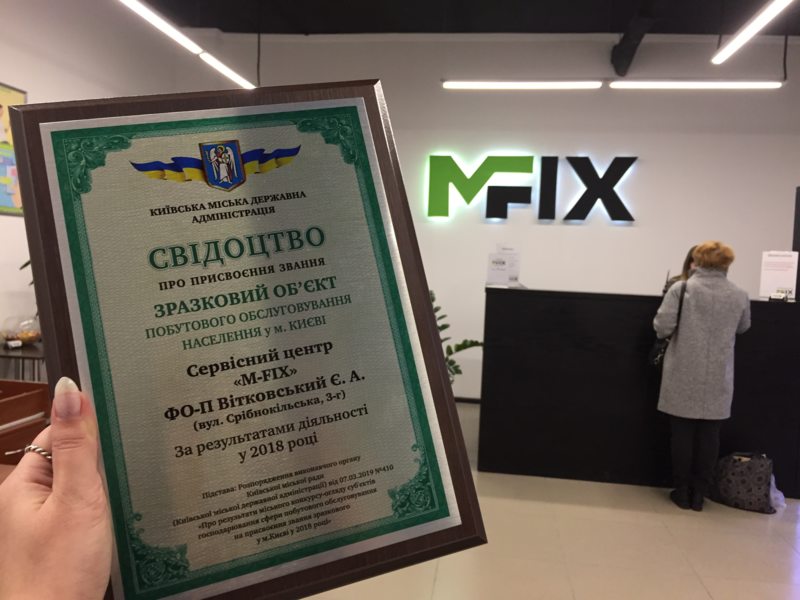 КИЇВСЬКА МІСЬКА ДЕРЖАВНА
АДМІНІСТРАЦІЯ
СВІДОЦТВО
ПРО ПРИСВОЄННЯ ЗВАННЯ
ЗРАЗКОВИЙ ОБ'ЄКТ
ПОБУТОВОГО ОБСЛУГОВУВАННЯ
НАСЕЛЕННЯ у м. КИЄВІ
Сервісний центр
«M-FIX»
ФО-П Вітковський Є. А.
(вул. Срібнокільська, 3-г)
За результатами діяльності
у 2018 році
Підстава: Розпорядження виконавчого органу
Київської міської ради
(Київської міської державної адміністрації) від 07.03.2019 №410
«Про результати міського конкурсу-огляду суб'єктів
господарювання сфери побутового обслуговування
на присвоєння звання зразкового
у м.Києві у 2018 році»
MFIX